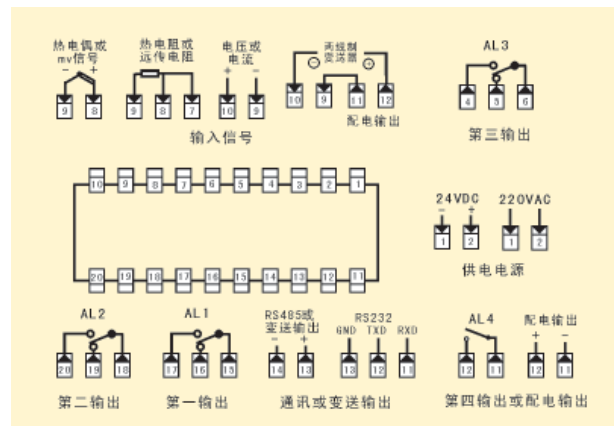 热电偶或 热电阻或 电压或 两线制 AL3
mv信号 远传电阻 电流 变送器
- + + - - +
9 8 9 8 7 10 9 10 9 11 12 4 5 6
配电输出
输入信号 第三输出
10 9 8 7 6 5 4 3 2 1
24VDC 220VAC
- +
1 2 1 2
供电电源
20 19 18 17 16 15 14 13 12 11
AL2 AL1 RS485或 RS232 AL4 配电输出
变送输出 GND TXD RXD
- + + -
20 19 18 17 16 15 14 13 13 12 11 12 11 12 11
第二输出 第一输出 通讯或变送输出 第四输出或配电输出